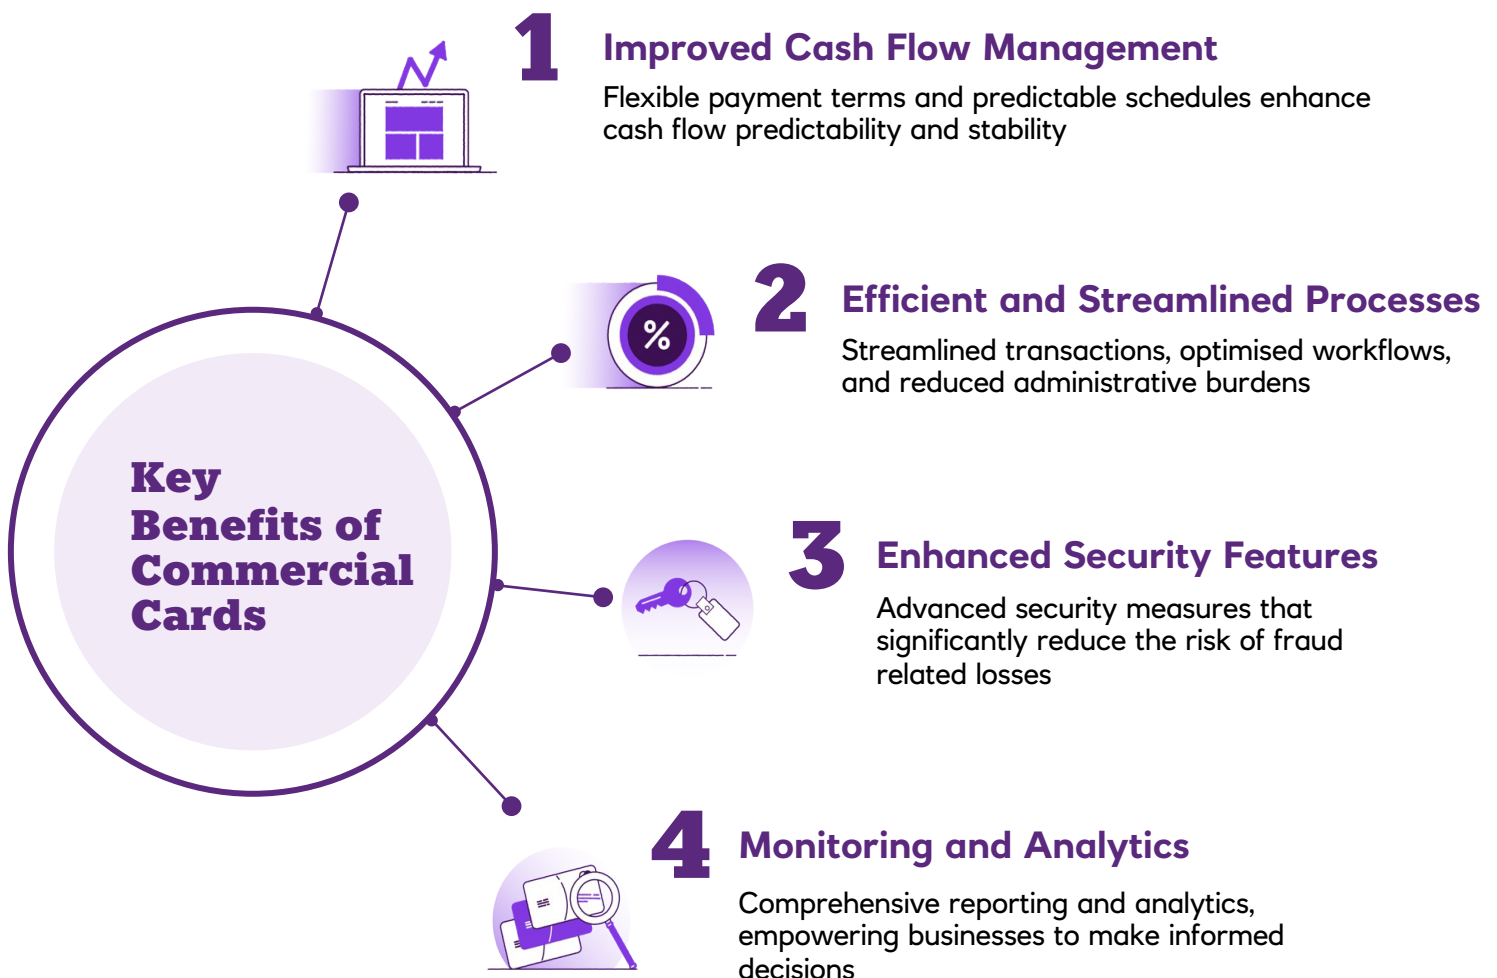 1
Improved Cash Flow Management
Flexible payment terms and predictable schedules enhance
cash flow predictability and stability
%
2
Efficient and Streamlined Processes
Streamlined transactions, optimised workflows,
and reduced administrative burdens
Key
Benefits of
Commercial
Cards
3
Enhanced Security Features
Advanced security measures that
significantly reduce the risk of fraud
related losses
4
Monitoring and Analytics
Comprehensive reporting and analytics,
empowering businesses to make informed
decisions